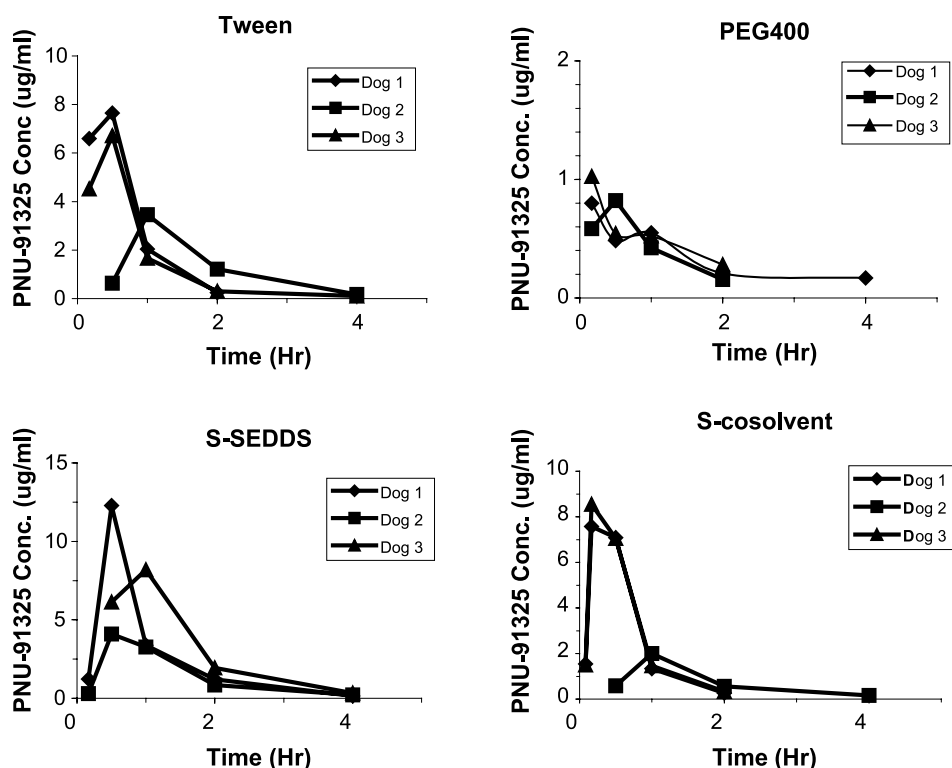 Tween
PNU-91325 Conc (ug/ml)
10
8
6
4
2
0
0
2
4
Time (Hr)
Dog 1
Dog 2
Dog 3
PEG400
PNU-91325 Conc. (ug/ml)
2
1
0
0
2
4
Time (Hr)
Dog 1
Dog 2
Dog 3
S-SEDDS
PNU-91325 Conc. (ug/ml)
15
10
5
0
0
2
4
Time (Hr)
Dog 1
Dog 2
Dog 3
S-cosolvent
PNU-91325 Conc. (ug/ml)
10
8
6
4
2
0
0
2
4
Time (Hr)
Dog 1
Dog 2
Dog 3